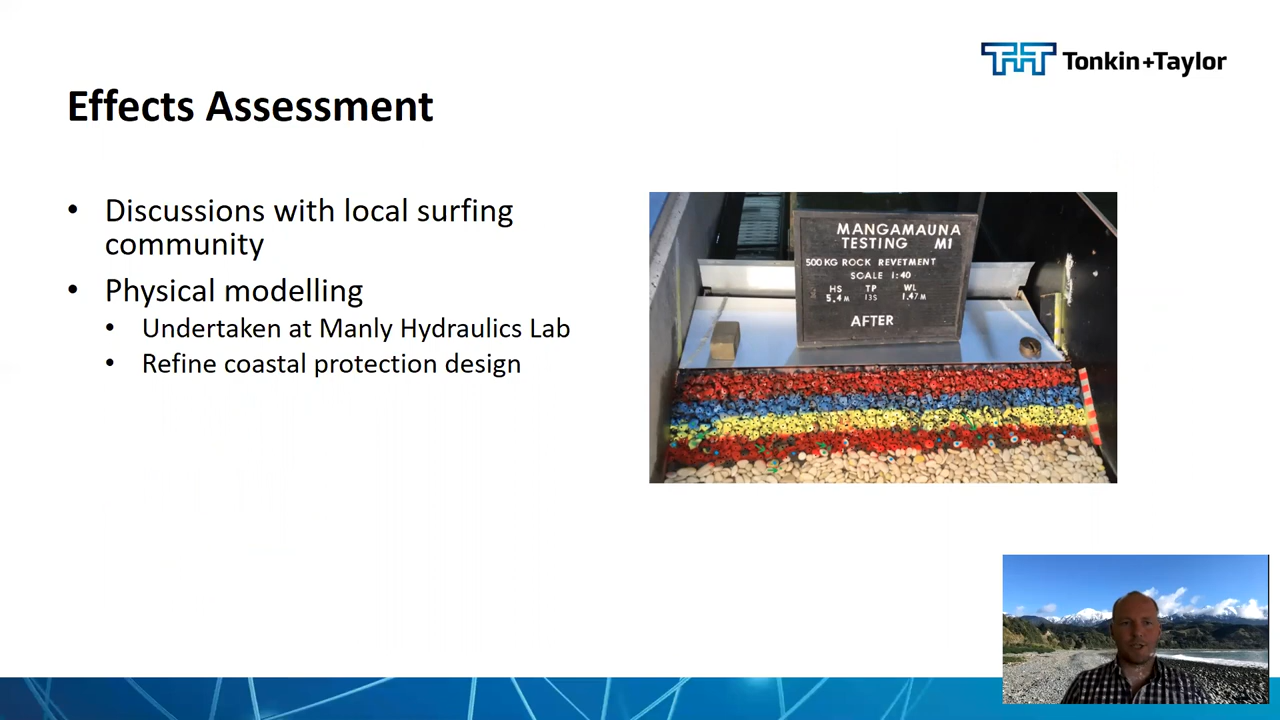 Tonkin+Taylor
Effects Assessment
• Discussions with local surfing
community
• Physical modelling
• Undertaken at Manly Hydraulics Lab
• Refine coastal protection design
MANGAMAUNA
TESTING M1
500KG ROCK REVETMENT
SCALE 1:40
HS TP WL
5.4M 13S 1.47M
AFTER